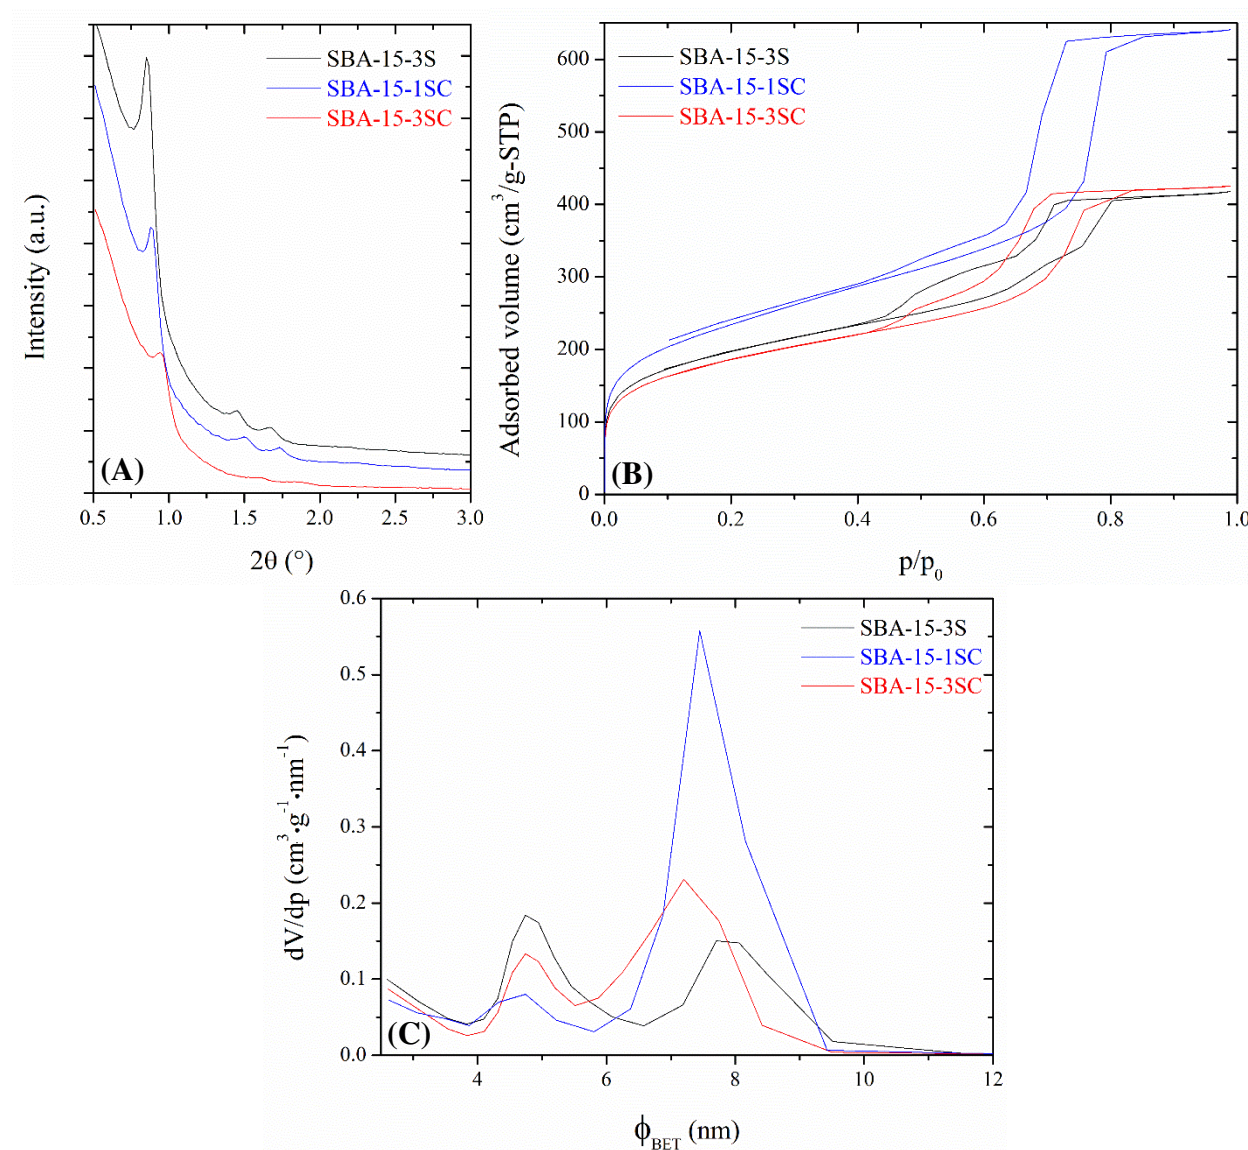 SBA-15-3S
SBA-15-1SC
SBA-15-3SC
Intensity (a.u.)
(A)
0.5 1.0 1.5 2.0 2.5 3.0
2θ (°)
SBA-15-3S
SBA-15-1SC
SBA-15-3SC
Adsorbed volume (cm³/g-STP)
600
500
400
300
200
100
0
(B)
0.0 0.2 0.4 0.6 0.8 1.0
p/p₀
SBA-15-3S
SBA-15-1SC
SBA-15-3SC
dV/dp (cm³·g⁻¹·nm⁻¹)
0.6
0.5
0.4
0.3
0.2
0.1
0.0
(C)
4 6 8 10 12
ϕBET (nm)